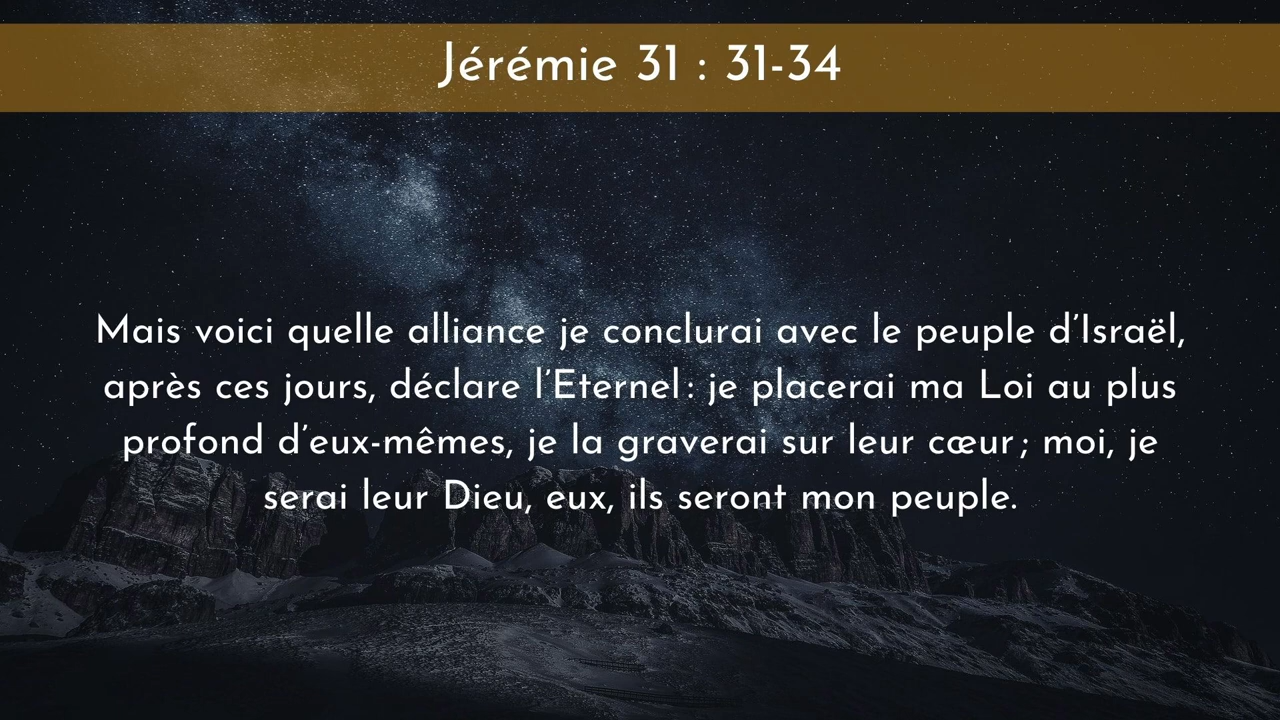 Jérémie 31 : 31-34
Mais voici quelle alliance je conclurai avec le peuple d’Israël,
après ces jours, déclare l’Eternel : je placerai ma Loi au plus
profond d’eux-mêmes, je la graverai sur leur cœur ; moi, je
serai leur Dieu, eux, ils seront mon peuple.